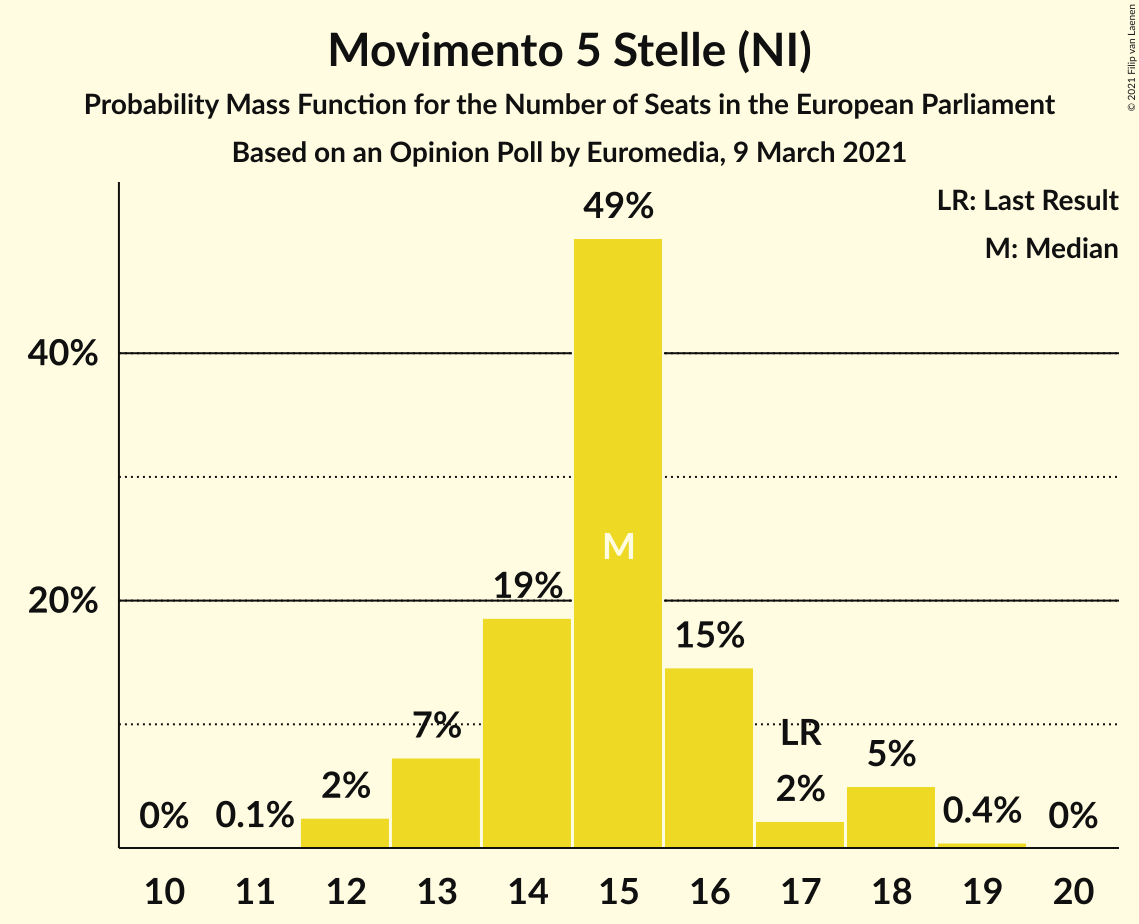 Movimento 5 Stelle (NI)
Probability Mass Function for the Number of Seats in the European Parliament
Based on an Opinion Poll by Euromedia, 9 March 2021
© 2021 Filip van Laenen
LR: Last Result
M: Median
40%
20%
0%
0.1%
2%
7%
19%
49%
M
15%
LR
2%
5%
0.4%
0%
10 11 12 13 14 15 16 17 18 19 20